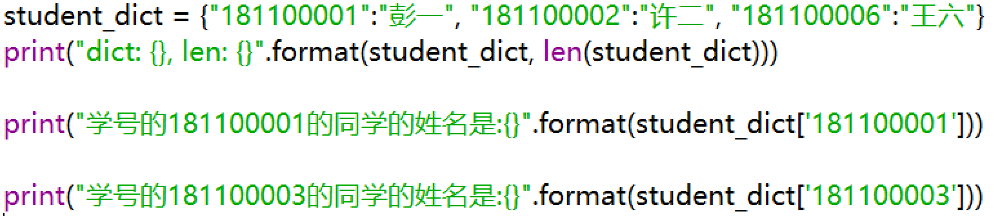 student_dict = {"181100001":"彭一", "181100002":"许二", "181100006":"王六"}
print("dict: {}, len: {}".format(student_dict, len(student_dict)))
print("学号的181100001的同学的姓名是:{}".format(student_dict['181100001']))
print("学号的181100003的同学的姓名是:{}".format(student_dict['181100003']))